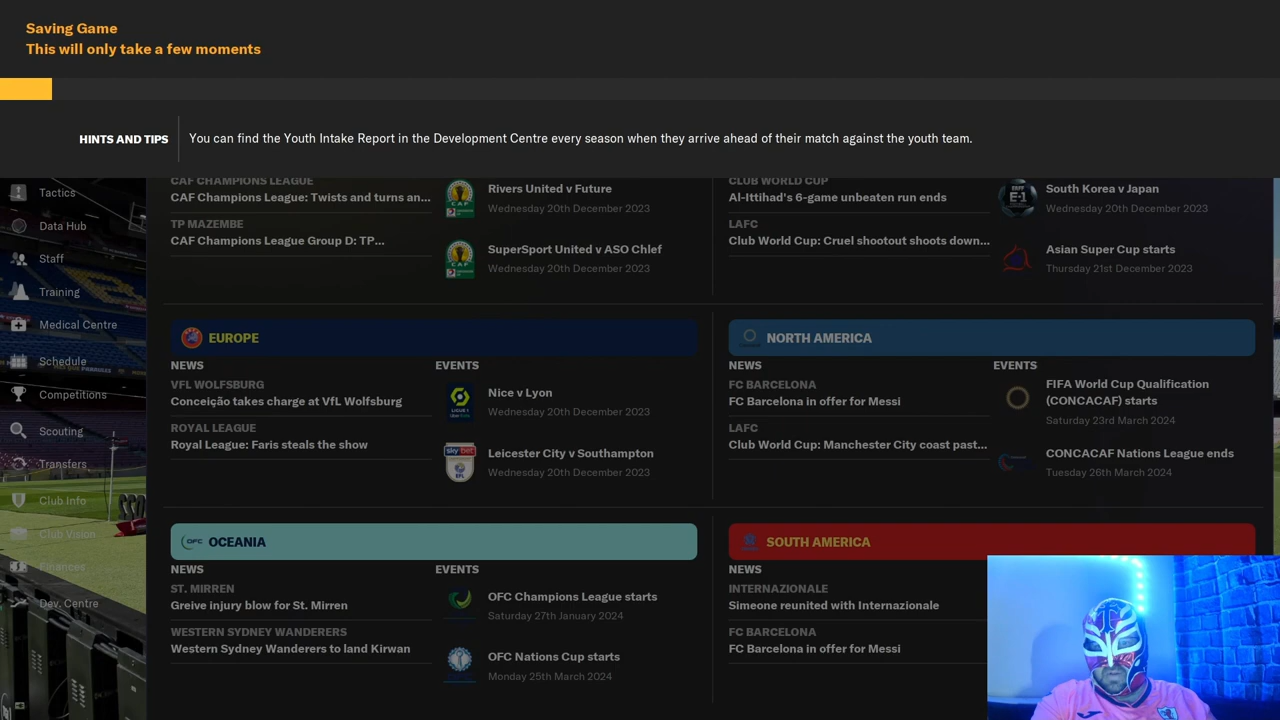 Saving Game
This will only take a few moments
HINTS AND TIPS
You can find the Youth Intake Report in the Development Centre every season when they arrive ahead of their match against the youth team.
Tactics
Data Hub
Staff
Training
Medical Centre
Schedule
Competitions
Scouting
Transfers
Club Info
Club Vision
Finances
Dev. Centre
CAF CHAMPIONS LEAGUE
CAF Champions League: Twists and turns an...
TP MAZEMBE
CAF Champions League Group D: TP...
Rivers United v Future
Wednesday 20th December 2023
SuperSport United v ASO Chlef
Wednesday 20th December 2023
CLUB WORLD CUP
Al-Ittihad's 6-game unbeaten run ends
LAFC
Club World Cup: Cruel shootout shoots down...
E-1
South Korea v Japan
Wednesday 20th December 2023
Asian Super Cup starts
Thursday 21st December 2023
EUROPE
NEWS
VFL WOLFSBURG
Conceição takes charge at VfL Wolfsburg
ROYAL LEAGUE
Royal League: Faris steals the show
EVENTS
Nice v Lyon
Wednesday 20th December 2023
sky bet
EFL
Leicester City v Southampton
Wednesday 20th December 2023
NORTH AMERICA
NEWS
FC BARCELONA
FC Barcelona in offer for Messi
LAFC
Club World Cup: Manchester City coast past...
EVENTS
FIFA World Cup Qualification
(CONCACAF) starts
Saturday 23rd March 2024
CONCACAF Nations League ends
Tuesday 26th March 2024
OFC
OCEANIA
NEWS
ST. MIRREN
Greive injury blow for St. Mirren
WESTERN SYDNEY WANDERERS
Western Sydney Wanderers to land Kirwan
EVENTS
OFC Champions League starts
Saturday 27th January 2024
OFC Nations Cup starts
Monday 25th March 2024
SOUTH AMERICA
NEWS
INTERNAZIONALE
Simeone reunited with Internazionale
FC BARCELONA
FC Barcelona in offer for Messi